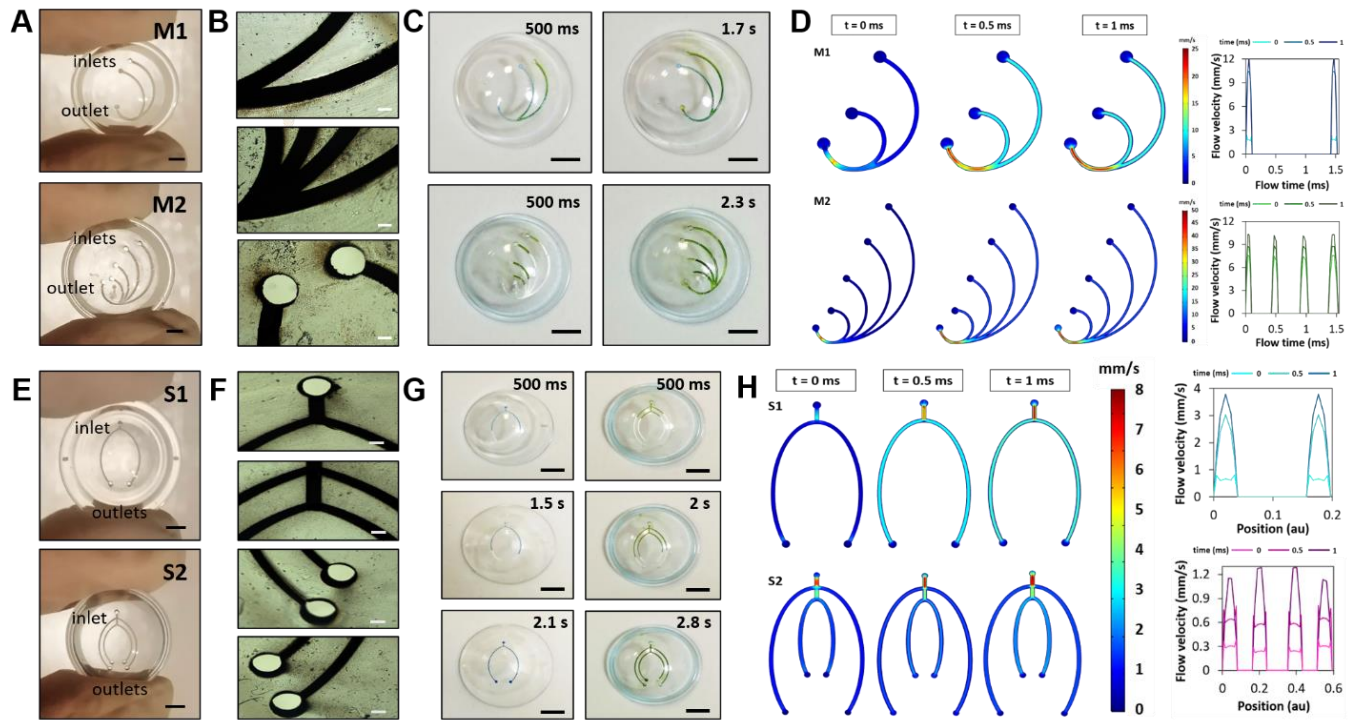 A
M1
inlets
outlet
M2
inlets
outlet
B
C
500 ms
1.7 s
500 ms
2.3 s
D
t = 0 ms
t = 0.5 ms
t = 1 ms
M1
mm/s
25
20
15
10
5
0
time (ms) 0 0.5 1
Flow velocity (mm/s)
12
9
6
3
0
0 0.5 1 1.5
Flow time (ms)
M2
mm/s
50
45
40
35
30
25
20
15
10
5
0
time (ms) 0 0.5 1
Flow velocity (mm/s)
12
9
6
3
0
0 0.5 1 1.5
Flow time (ms)
E
S1
inlet
outlets
S2
inlet
outlets
F
G
500 ms
500 ms
1.5 s
2 s
2.1 s
2.8 s
H
t = 0 ms
t = 0.5 ms
t = 1 ms
mm/s
S1
S2
8
7
6
5
4
3
2
1
0
time (ms) 0 0.5 1
Flow velocity (mm/s)
4
3
2
1
0
0 0.1 0.2
Position (au)
time (ms) 0 0.5 1
Flow velocity (mm/s)
1.2
0.9
0.6
0.3
0
0 0.2 0.4 0.6
Position (au)